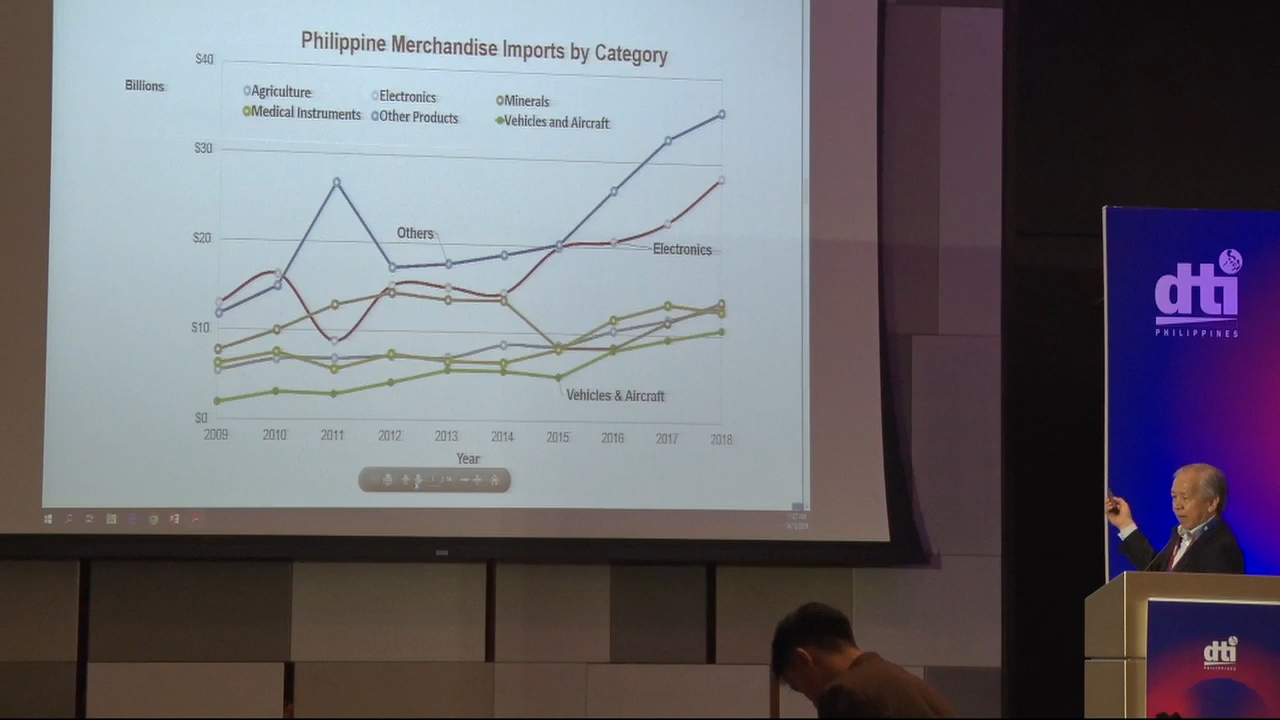 Philippine Merchandise Imports by Category
$40
Billions
Agriculture Electronics Minerals
Medical Instruments Other Products Vehicles and Aircraft
$30
$20
Others
Electronics
$10
Vehicles & Aircraft
$0
2009 2010 2011 2012 2013 2014 2015 2016 2017 2018
Year
dti
PHILIPPINES
dti
PHILIPPINES